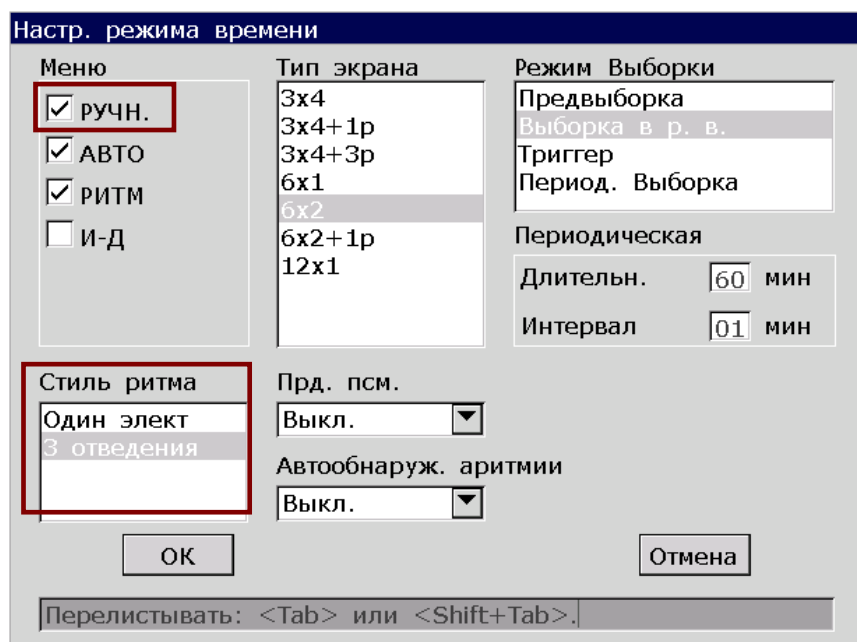 Настр. режима времени
Меню
РУЧН.
АВТО
РИТМ
И-Д
Тип экрана
3x4
3x4+1р
3x4+3р
6x1
6x2
6x2+1р
12x1
Режим Выборки
Предвыборка
Выборка в р. в.
Триггер
Период. Выборка
Периодическая
Длительн. 60 мин
Интервал 01 мин
Стиль ритма
Один элект
3 отведения
Прд. псм.
Выкл.
Автообнаруж. аритмии
Выкл.
ОК
Отмена
Перелистывать: <Tab> или <Shift+Tab>.